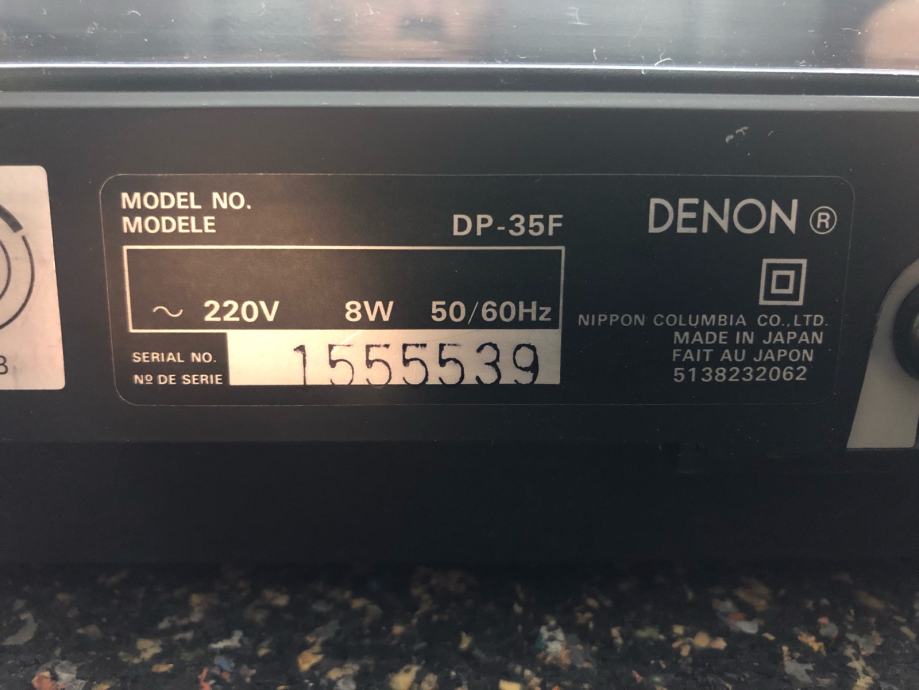 MODEL NO.
MODELE
DP-35F
~ 220V 8W 50/60Hz
SERIAL NO.
Nº DE SERIE
1555539
DENON ®
NIPPON COLUMBIA CO.,LTD.
MADE IN JAPAN
FAIT AU JAPON
5138232062